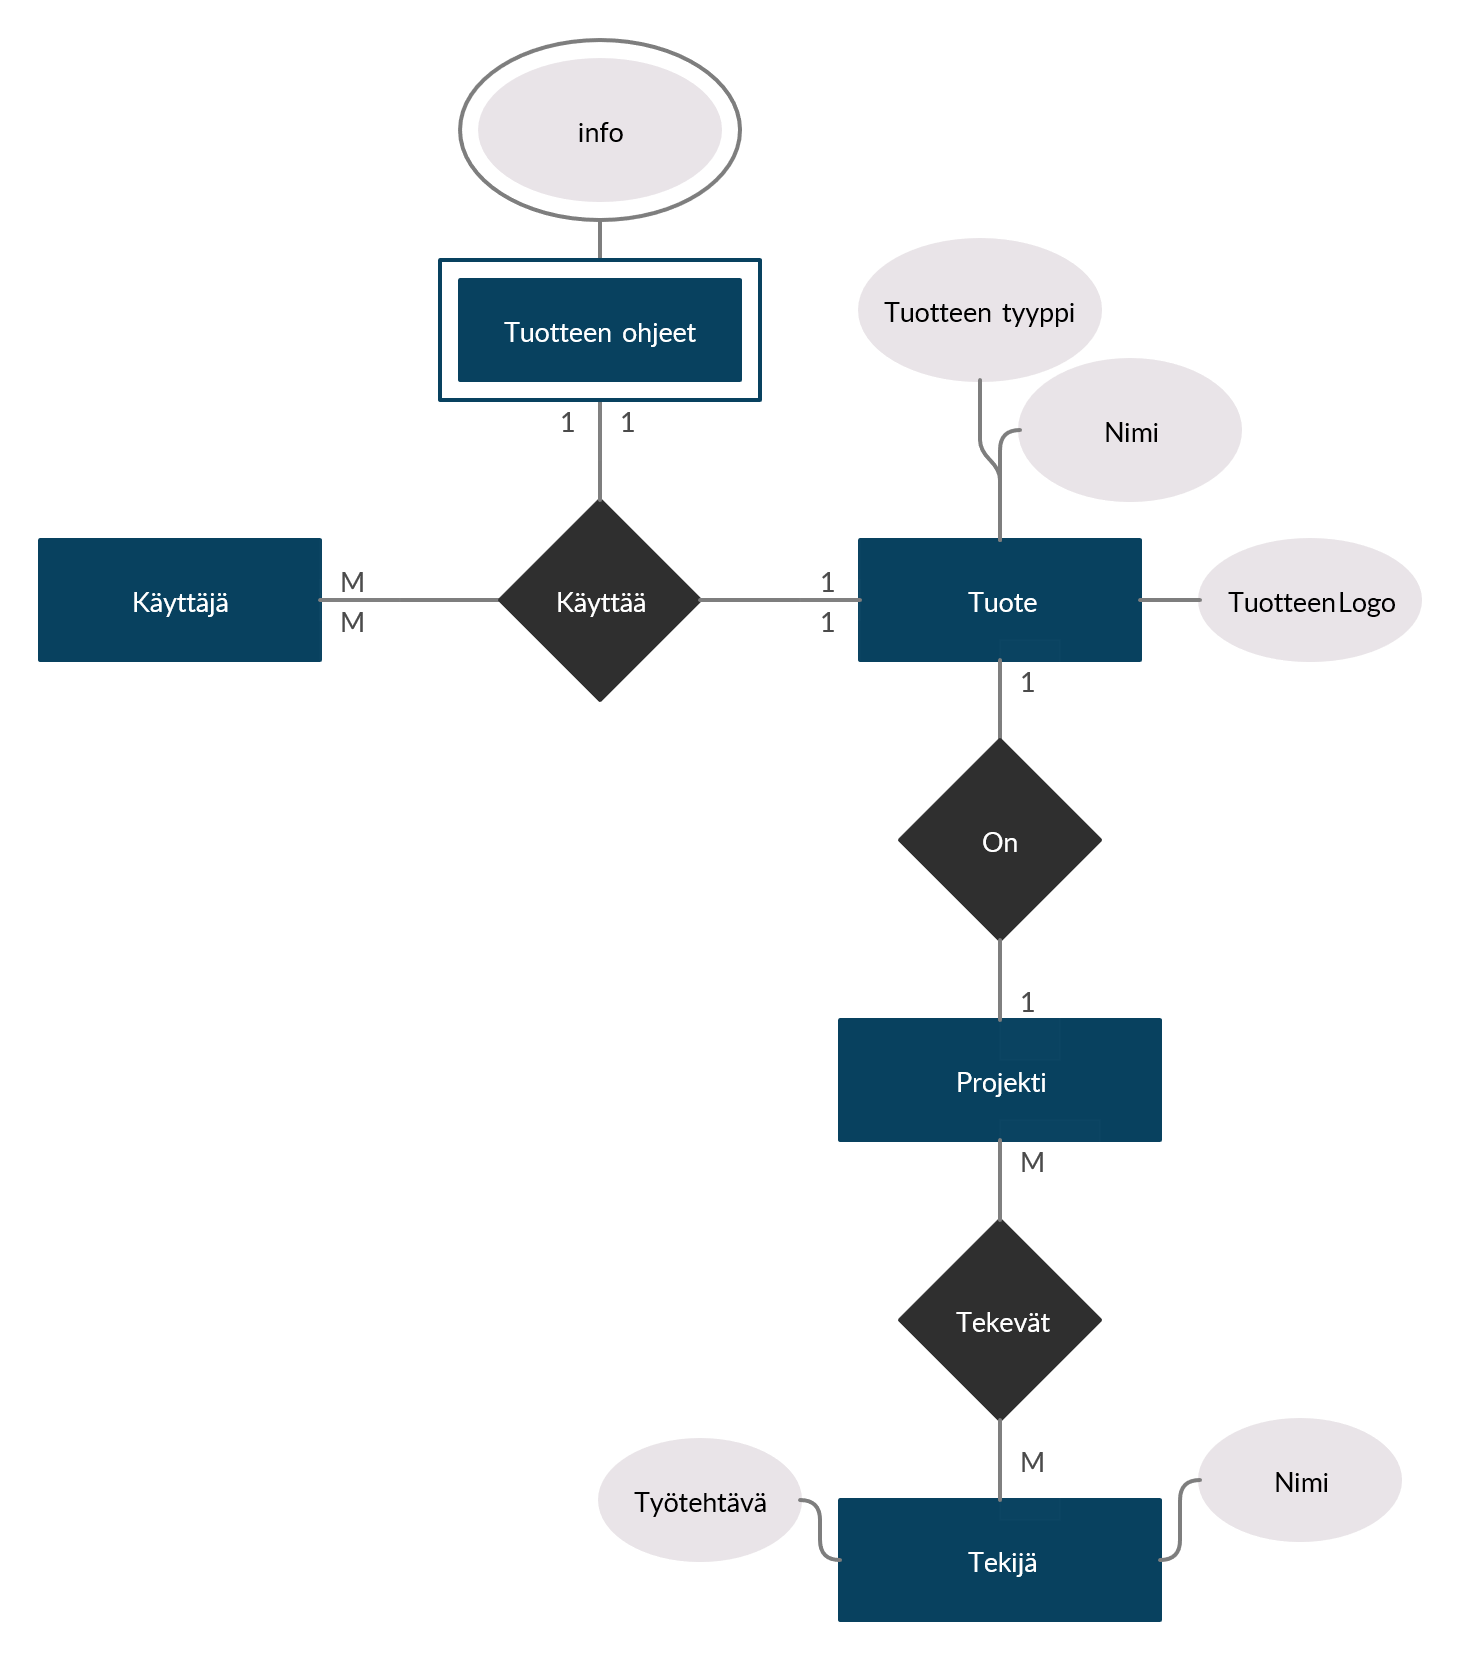 info
Tuotteen ohjeet
1 1
Tuotteen tyyppi
Nimi
Käyttäjä
M
M
Käyttää
1
1
Tuote
TuotteenLogo
1
On
1
Projekti
M
Tekevät
M
Työtehtävä
Nimi
Tekijä